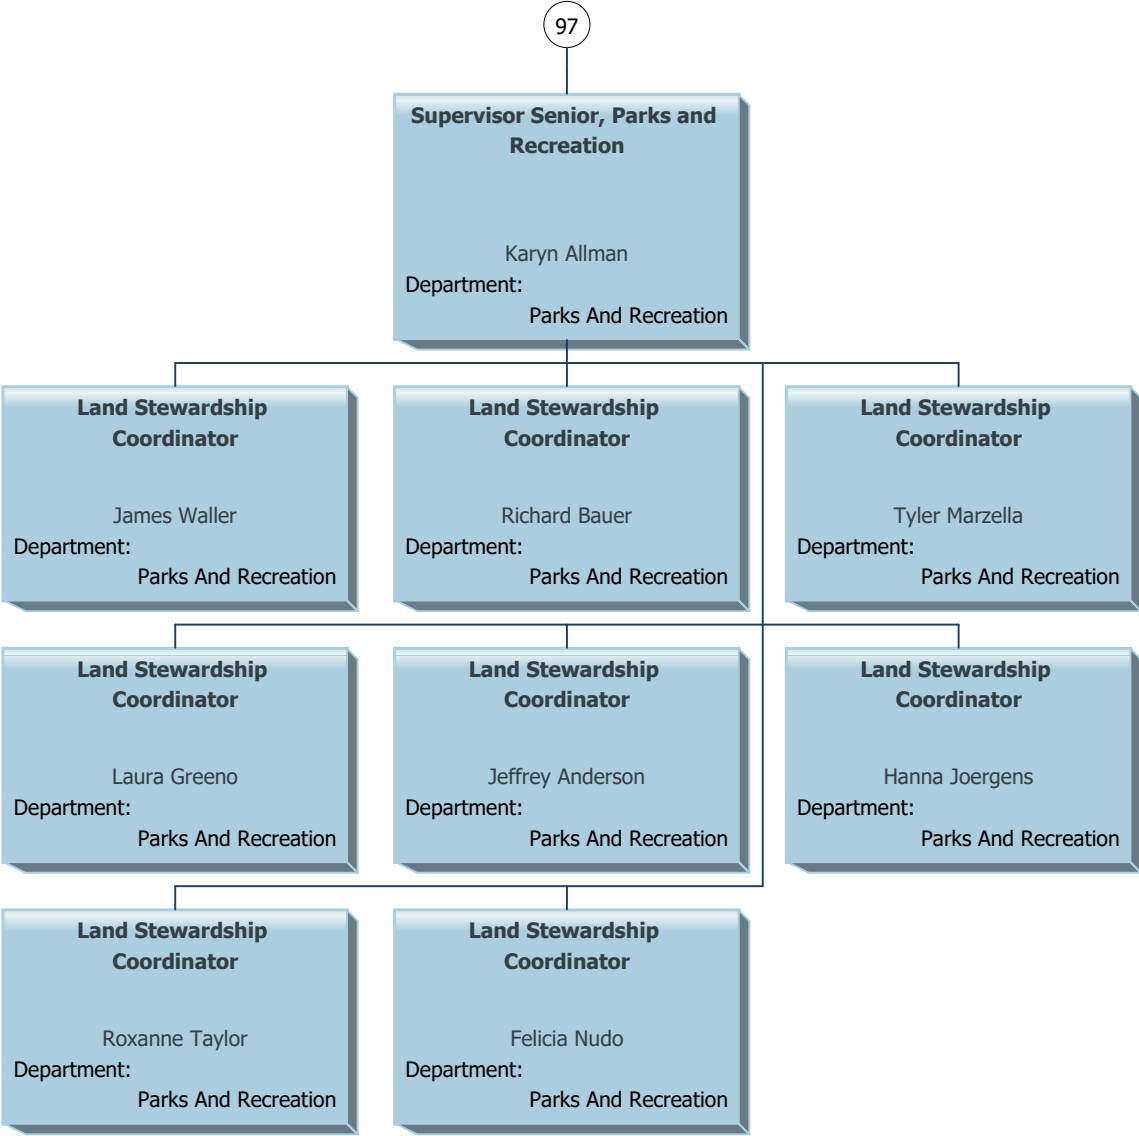 97
Supervisor Senior, Parks and
Recreation
Karyn Allman
Department:
Parks And Recreation
Land Stewardship
Coordinator
James Waller
Department:
Parks And Recreation
Land Stewardship
Coordinator
Richard Bauer
Department:
Parks And Recreation
Land Stewardship
Coordinator
Tyler Marzella
Department:
Parks And Recreation
Land Stewardship
Coordinator
Laura Greeno
Department:
Parks And Recreation
Land Stewardship
Coordinator
Jeffrey Anderson
Department:
Parks And Recreation
Land Stewardship
Coordinator
Hanna Joergens
Department:
Parks And Recreation
Land Stewardship
Coordinator
Roxanne Taylor
Department:
Parks And Recreation
Land Stewardship
Coordinator
Felicia Nudo
Department:
Parks And Recreation